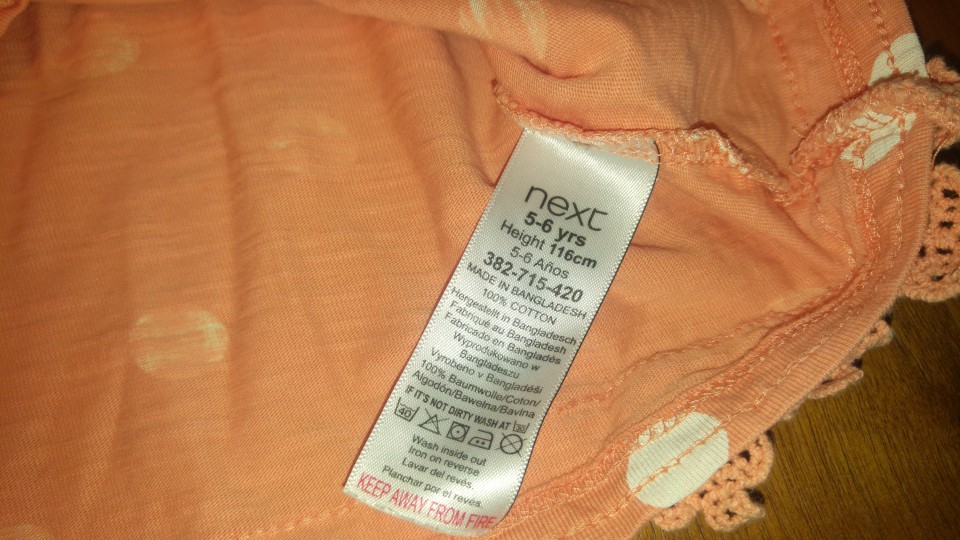 next
5-6 yrs
Height 116cm
5-6 Años
382-715-420
MADE IN BANGLADESH
100% COTTON
Hergestellt in Bangladesch
Fabriqué au Bangladesh
Fabricado en Bangladés
Wyprodukowano w
Bangladeszu
Vyrobeno v Bangladéši
100% Baumwolle/Coton/
Algodón/Bawełna/Bavlna
IF IT'S NOT DIRTY WASH AT 30
40
Wash inside out
Iron on reverse
Lavar del revés.
Planchar por el revés.
KEEP AWAY FROM FIRE